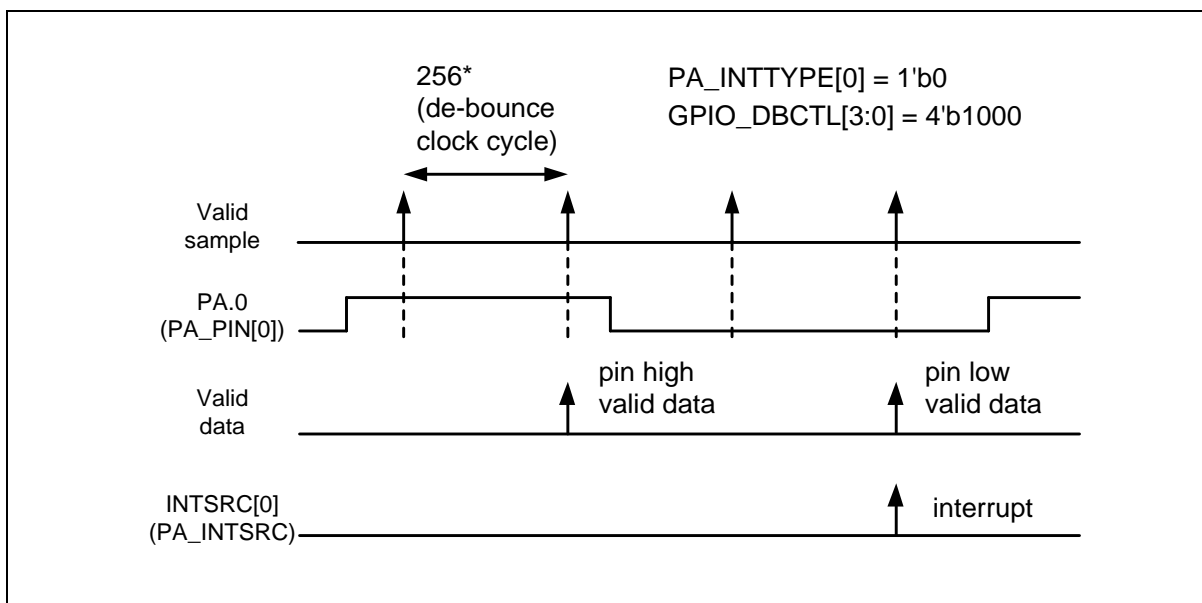 256*
(de-bounce
clock cycle)
PA_INTTYPE[0] = 1'b0
GPIO_DBCTL[3:0] = 4'b1000
Valid
sample
PA.0
(PA_PIN[0])
pin high
valid data
pin low
valid data
Valid
data
INTSRC[0]
(PA_INTSRC)
interrupt